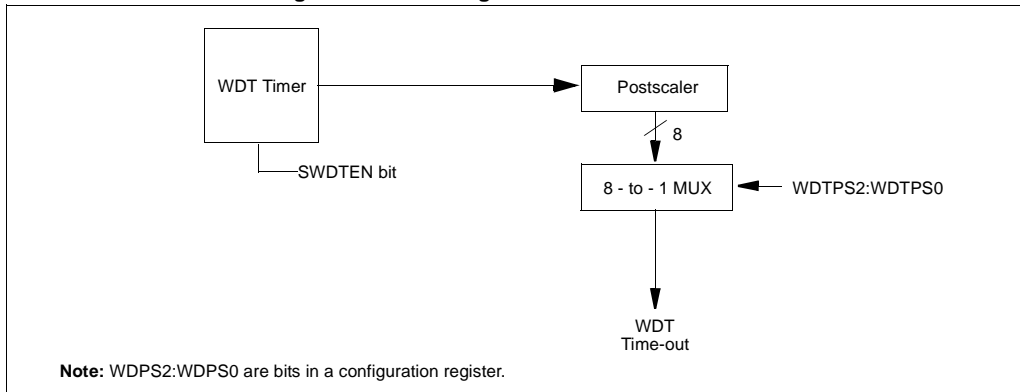 WDT Timer
Postscaler
8
SWDTEN bit
8 - to - 1 MUX
WDTPS2:WDTPS0
WDT
Time-out
Note: WDPS2:WDPS0 are bits in a configuration register.